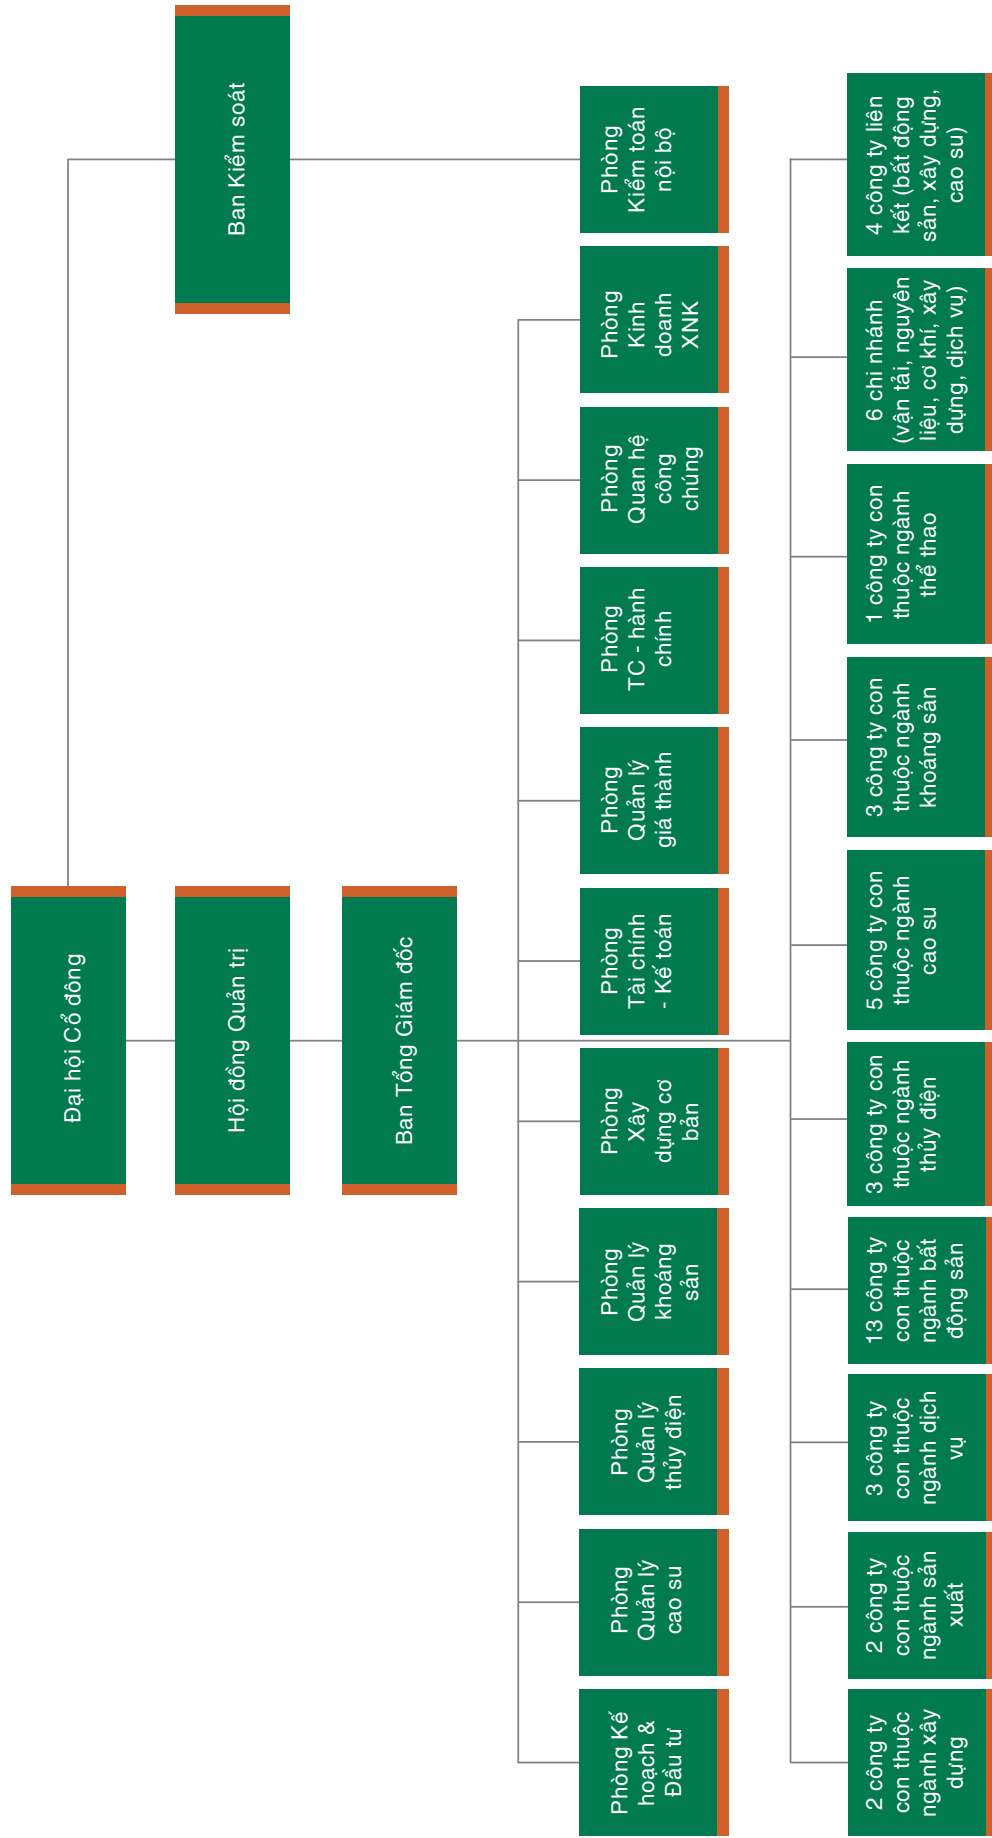 Đại hội Cổ đông
Hội đồng Quản trị
Ban Kiểm soát
Ban Tổng Giám đốc
Phòng Kế
hoạch &
Đầu tư
Phòng
Quản lý
cao su
Phòng
Quản lý
thủy điện
Phòng
Quản lý
khoáng
sản
Phòng
Xây
dựng cơ
bản
Phòng
Tài chính
- Kế toán
Phòng
Quản lý
giá thành
Phòng
TC - hành
chính
Phòng
Quan hệ
công
chúng
Phòng
Kinh
doanh
XNK
Phòng
Kiểm toán
nội bộ
2 công ty
con thuộc
ngành xây
dựng
2 công ty
con thuộc
ngành sản
xuất
3 công ty
con thuộc
ngành dịch
vụ
13 công ty
con thuộc
ngành bất
động sản
3 công ty con
thuộc ngành
thủy điện
5 công ty con
thuộc ngành
cao su
3 công ty con
thuộc ngành
khoáng sản
1 công ty con
thuộc ngành
thể thao
6 chi nhánh
(vận tải, nguyên
liệu, cơ khí, xây
dựng, dịch vụ)
4 công ty liên
kết (bất động
sản, xây dựng,
cao su)